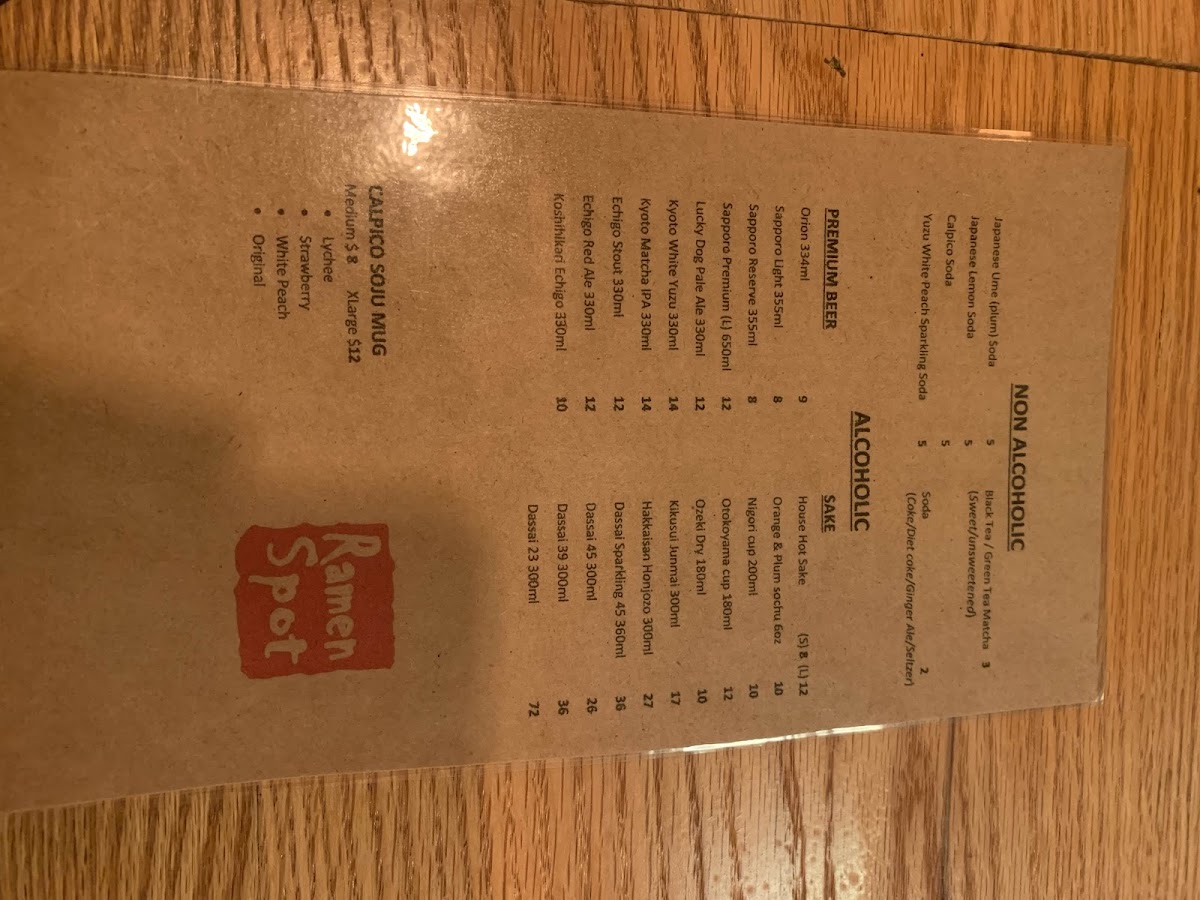 NON ALCOHOLIC
Japanese Ume (plum) Soda 5
Japanese Lemon Soda 5
Calpico Soda 5
Yuzu White Peach Sparkling Soda 5
Black Tea / Green Tea Matcha 3
(Sweet/unsweetened)
Soda 2
(Coke/Diet coke/Ginger Ale/Seltzer)
ALCOHOLIC
PREMIUM BEER
Orion 334ml 9
Sapporo Light 355ml 8
Sapporo Reserve 355ml 8
Sapporo Premium (L) 650ml 12
Lucky Dog Pale Ale 330ml 12
Kyoto White Yuzu 330ml 14
Kyoto Matcha IPA 330ml 14
Echigo Stout 330ml 12
Echigo Red Ale 330ml 12
Koshihikari Echigo 330ml 10
SAKE
House Hot Sake (S) 8 (L) 12
Orange & Plum sochu 6oz 10
Nigori cup 200ml 10
Otokoyama cup 180ml 12
Ozeki Dry 180ml 10
Kikusui Junmai 300ml 17
Hakkaisan Honjozo 300ml 27
Dassai Sparkling 45 360ml 36
Dassai 45 300ml 26
Dassai 39 300ml 36
Dassai 23 300ml 72
CALPICO SOJU MUG
Medium $ 8 XLarge $12
• Lychee
• Strawberry
• White Peach
• Original
Ramen
Spot